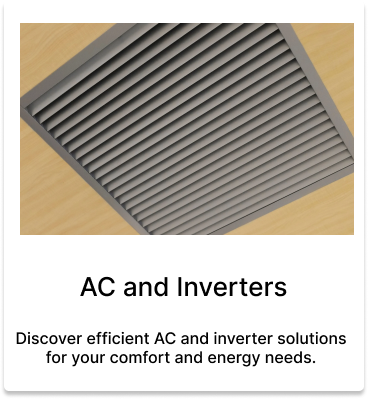 AC and Inverters
Discover efficient AC and inverter solutions
for your comfort and energy needs.